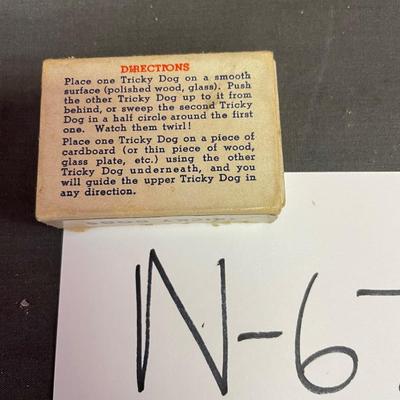 DIRECTIONS
Place one Tricky Dog on a smooth
surface (polished wood, glass). Push
the other Tricky Dog up to it from
behind, or sweep the second Tricky
Dog in a half circle around the first
one. Watch them twirl!
Place one Tricky Dog on a piece of
cardboard (or thin piece of wood,
glass plate, etc.) using the other
Tricky Dog underneath, and you
will guide the upper Tricky Dog in
any direction.
N-6